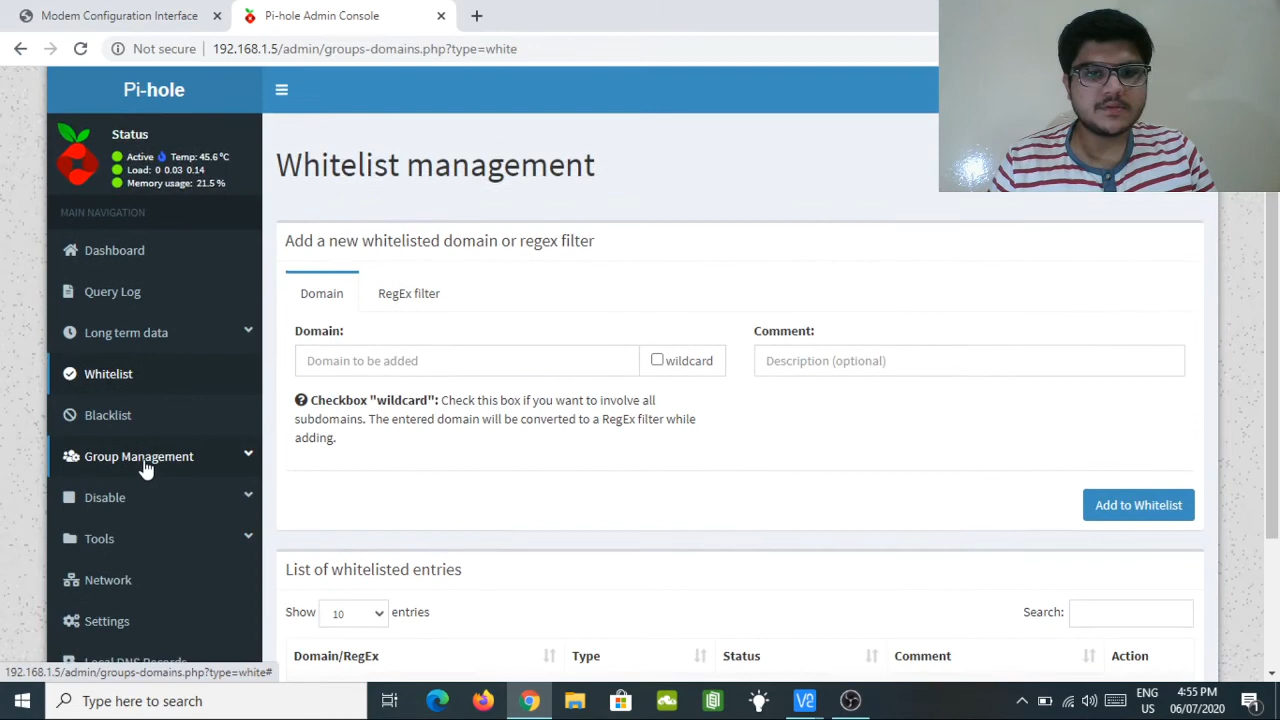 Modem Configuration Interface
Pi-hole Admin Console
Not secure
192.168.1.5/admin/groups-domains.php?type=white
Pi-hole
Status
Active Temp: 45.6 °C
Load: 0 0.03 0.14
Memory usage: 21.5 %
MAIN NAVIGATION
Dashboard
Query Log
Long term data
Whitelist
Blacklist
Group Management
Disable
Tools
Network
Settings
Local DNS Records
192.168.1.5/admin/groups-domains.php?type=white#
Whitelist management
Add a new whitelisted domain or regex filter
Domain
RegEx filter
Domain:
Comment:
Domain to be added
wildcard
Description (optional)
Checkbox "wildcard": Check this box if you want to involve all
subdomains. The entered domain will be converted to a RegEx filter while
adding.
Add to Whitelist
List of whitelisted entries
Show 10 entries
Search:
Domain/RegEx
Type
Status
Comment
Action
Type here to search
ENG
US
4:55 PM
06/07/2020